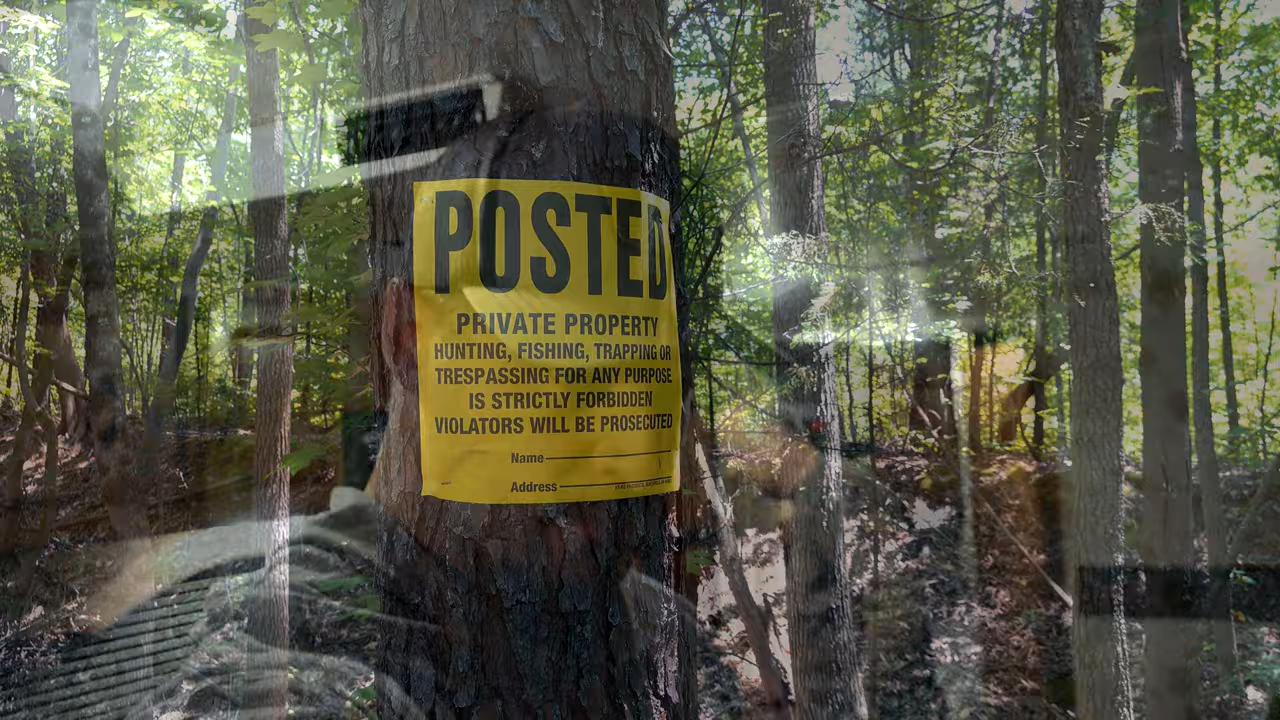 POSTED
PRIVATE PROPERTY
HUNTING, FISHING, TRAPPING OR
TRESPASSING FOR ANY PURPOSE
IS STRICTLY FORBIDDEN
VIOLATORS WILL BE PROSECUTED
Name
Address